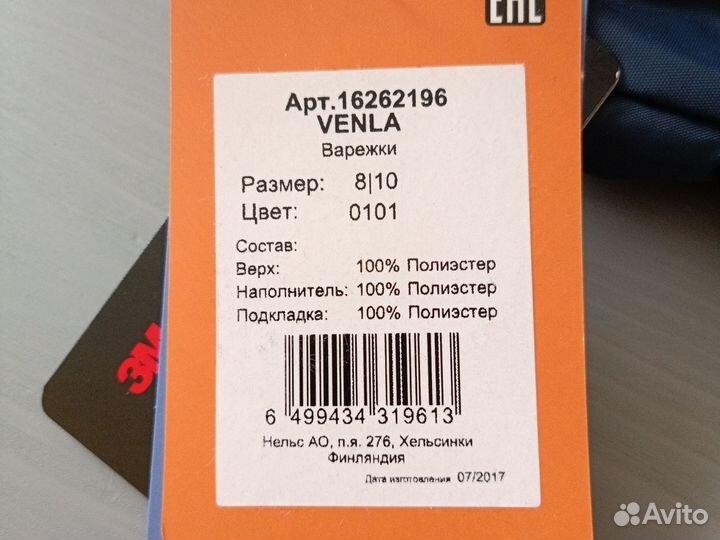 EAC
Арт.16262196
VENLA
Варежки
Размер: 8|10
Цвет: 0101
Состав:
Верх: 100% Полиэстер
Наполнитель: 100% Полиэстер
Подкладка: 100% Полиэстер
3M
6 499434 319613
Нельс АО, п.я. 276, Хельсинки
Финляндия
Дата изготовления 07/2017
Avito